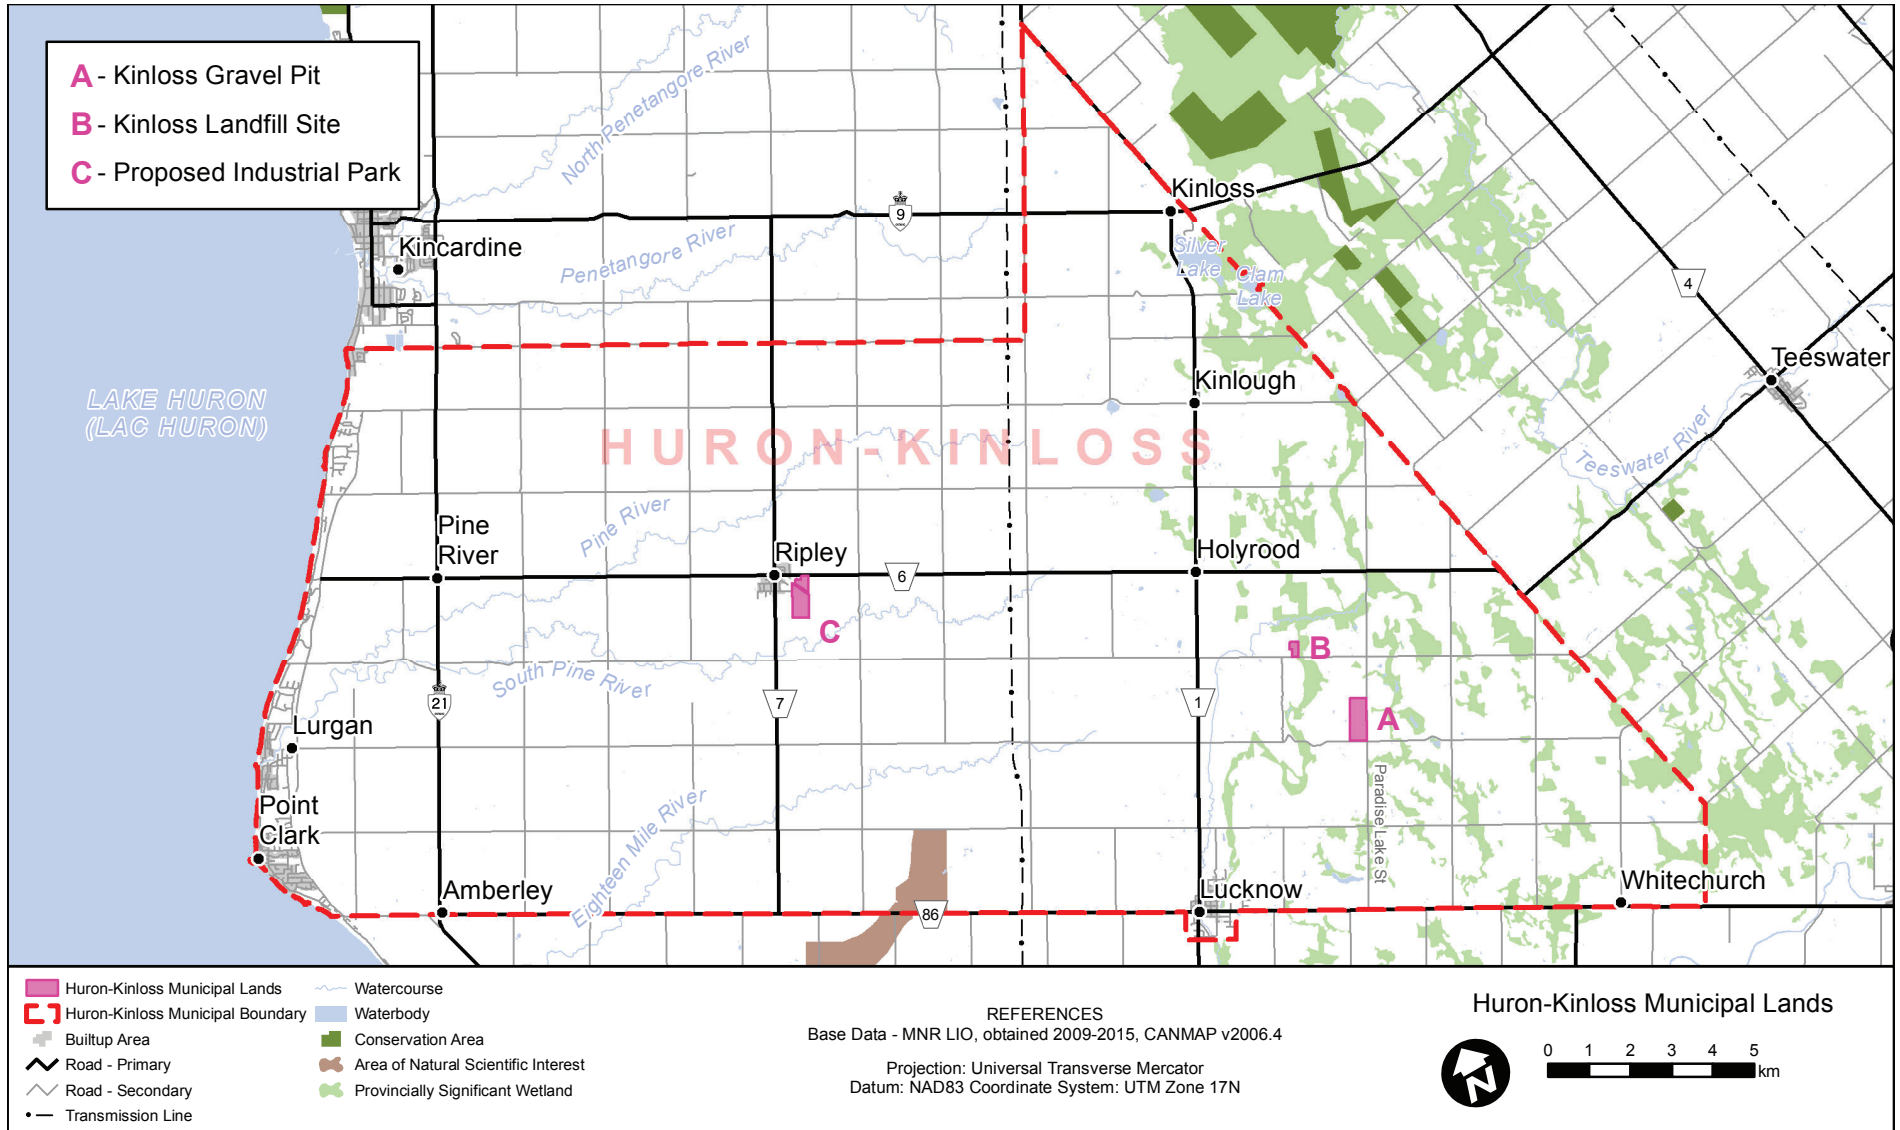 A - Kinloss Gravel Pit
B - Kinloss Landfill Site
C - Proposed Industrial Park
North Penetangore River
Kinloss
9
Kincardine
Penetangore River
Silver
Lake
Clam
Lake
4
Teeswater
Kinlough
LAKE HURON
(LAC HURON)
HURON-KINLOSS
Teeswater River
Pine
River
Pine River
Ripley
6
Holyrood
C
B
South Pine River
21
7
1
A
Lurgan
Paradise Lake St
Point
Clark
Eighteen Mile River
Amberley
86
Lucknow
Whitechurch
Huron-Kinloss Municipal Lands
Huron-Kinloss Municipal Boundary
Builtup Area
Road - Primary
Road - Secondary
Transmission Line
Watercourse
Waterbody
Conservation Area
Area of Natural Scientific Interest
Provincially Significant Wetland
REFERENCES
Base Data - MNR LIO, obtained 2009-2015, CANMAP v2006.4
Projection: Universal Transverse Mercator
Datum: NAD83 Coordinate System: UTM Zone 17N
Huron-Kinloss Municipal Lands
N
0 1 2 3 4 5
km